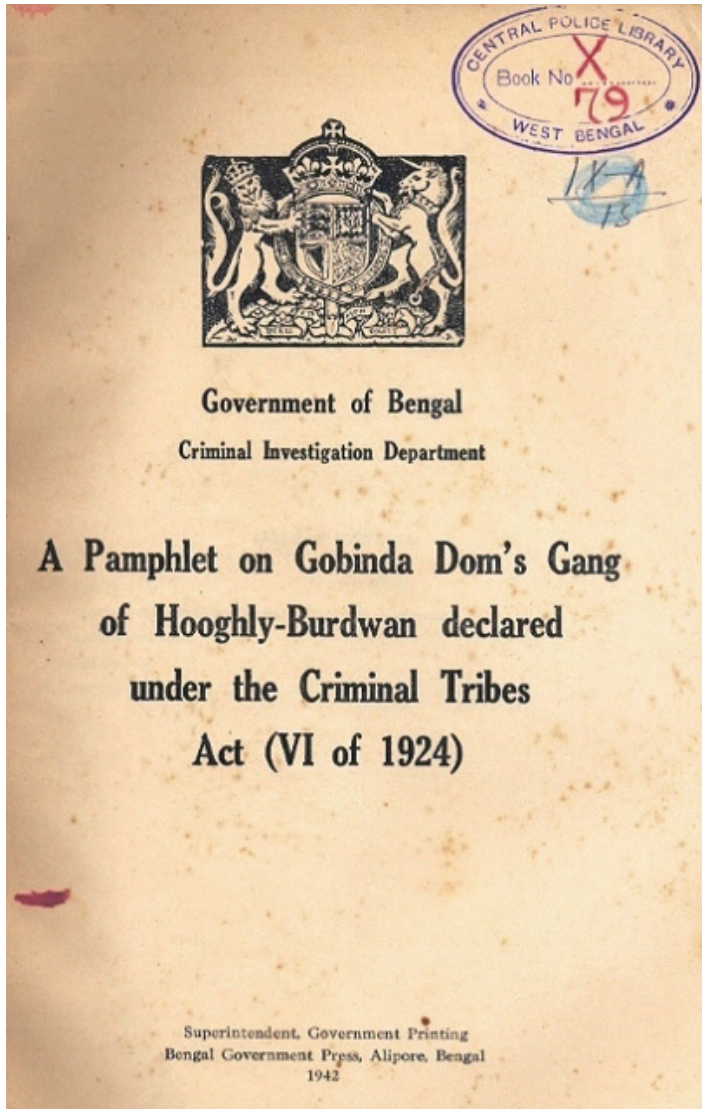 CENTRAL POLICE LIBRARY
Book No. X
79
WEST BENGAL
IX-A
15
Government of Bengal
Criminal Investigation Department
A Pamphlet on Gobinda Dom's Gang
of Hooghly-Burdwan declared
under the Criminal Tribes
Act (VI of 1924)
Superintendent, Government Printing
Bengal Government Press, Alipore, Bengal
1942